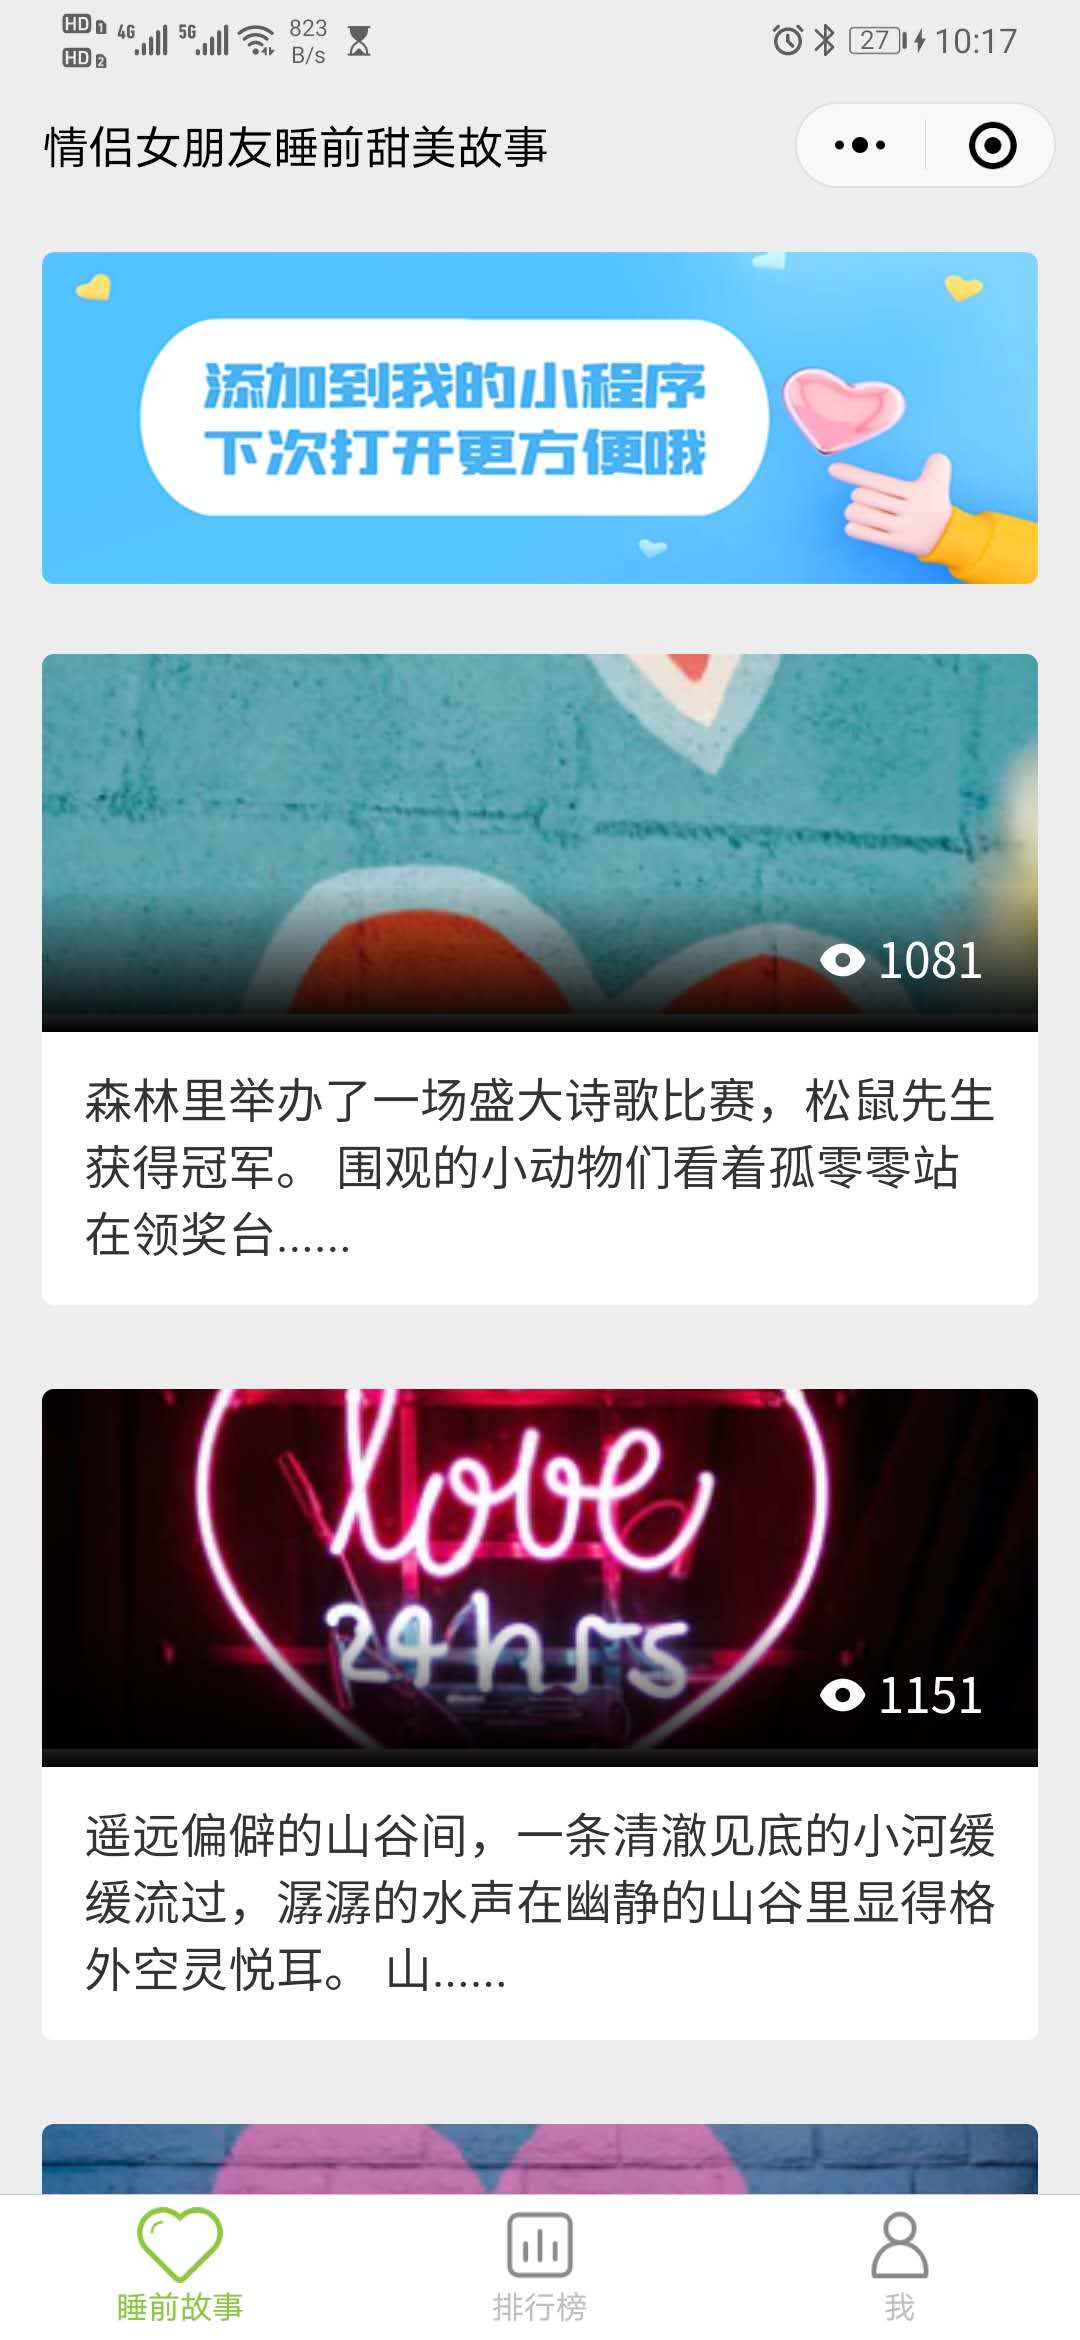 HD 1 4G 5G 823 27 10:17
HD 2 B/s
情侣女朋友睡前甜美故事
添加到我的小程序
下次打开更方便哦
1081
森林里举办了一场盛大诗歌比赛，松鼠先生
获得冠军。 围观的小动物们看着孤零零站
在领奖台......
love
24hrs
1151
遥远偏僻的山谷间，一条清澈见底的小河缓
缓流过，潺潺的水声在幽静的山谷里显得格
外空灵悦耳。 山......
睡前故事
排行榜
我